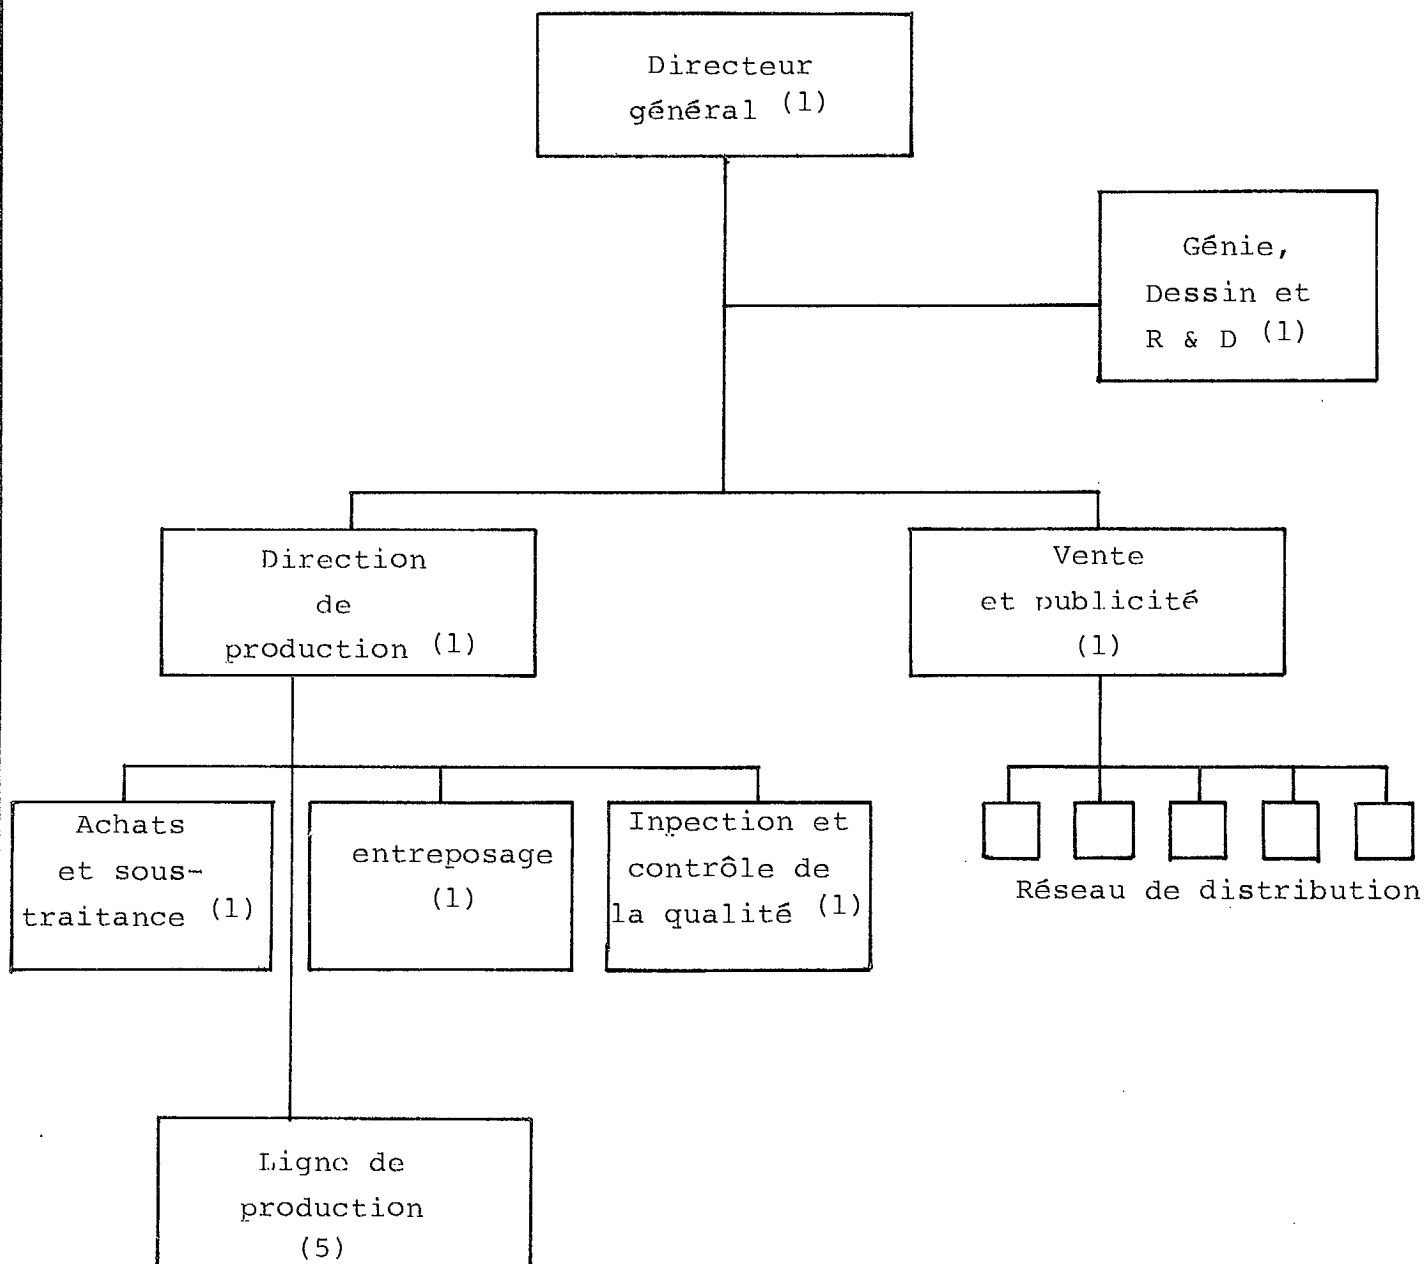 Directeur
général (1)
Génie,
Dessin et
R & D (1)
Direction
de
production (1)
Vente
et publicité
(1)
Achats
et sous-
traitance (1)
entreposage
(1)
Inpection et
contrôle de
la qualité (1)
Réseau de distribution
Ligne de
production
(5)